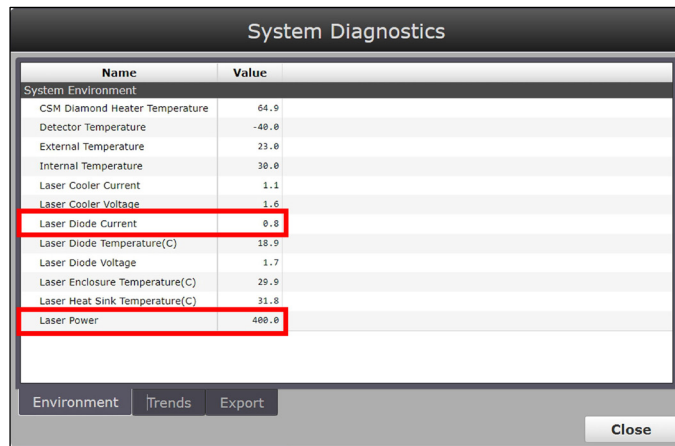 System Diagnostics
Name Value
System Environment
CSM Diamond Heater Temperature 64.9
Detector Temperature -40.0
External Temperature 23.0
Internal Temperature 30.0
Laser Cooler Current 1.1
Laser Cooler Voltage 1.6
Laser Diode Current 0.8
Laser Diode Temperature(C) 18.9
Laser Diode Voltage 1.7
Laser Enclosure Temperature(C) 29.9
Laser Heat Sink Temperature(C) 31.8
Laser Power 400.0
Environment Trends Export
Close